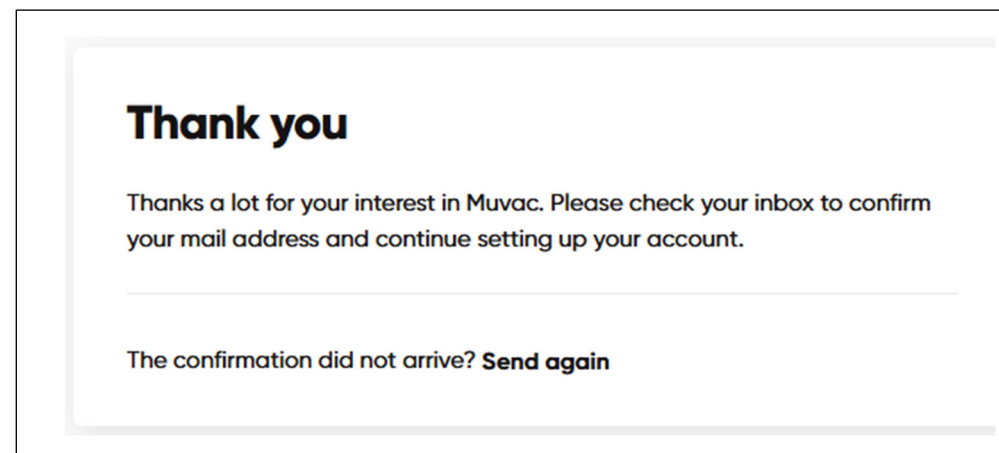 Thank you
Thanks a lot for your interest in Muvac. Please check your inbox to confirm
your mail address and continue setting up your account.
The confirmation did not arrive? Send again